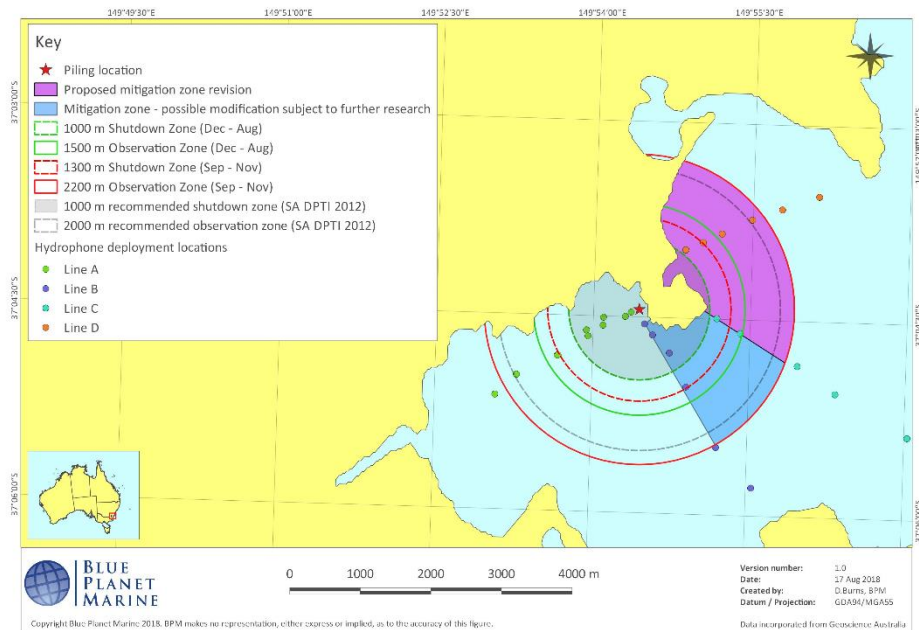 149°49'30"E
149°51'00"E
149°52'30"E
149°54'00"E
149°55'30"E
37°03'00"S
37°04'30"S
37°06'00"S
Key
Piling location
Proposed mitigation zone revision
Mitigation zone - possible modification subject to further research
1000 m Shutdown Zone (Dec - Aug)
1500 m Observation Zone (Dec - Aug)
1300 m Shutdown Zone (Sep - Nov)
2200 m Observation Zone (Sep - Nov)
1000 m recommended shutdown zone (SA DPTI 2012)
2000 m recommended observation zone (SA DPTI 2012)
Hydrophone deployment locations
Line A
Line B
Line C
Line D
BLUE
PLANET
MARINE
0 1000 2000 3000 4000 m
Version number: 1.0
Date: 17 Aug 2018
Created by: D.Burns, BPM
Datum / Projection: GDA94/MGA55
Copyright Blue Planet Marine 2018. BPM makes no representation, either express or implied, as to the accuracy of this figure.
Data incorporated from Geoscience Australia